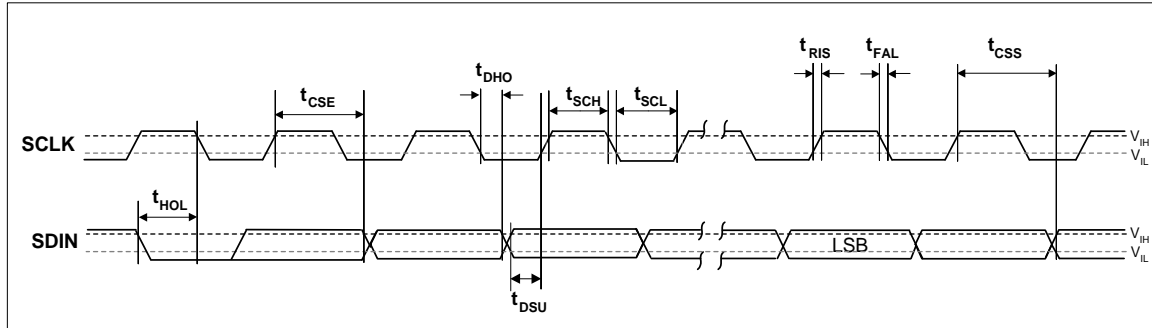 tRIS
tFAL
tCSS
tDHO
tCSE
tSCH
tSCL
SCLK
VIH
VIL
tHOL
SDIN
LSB
VIH
VIL
tDSU